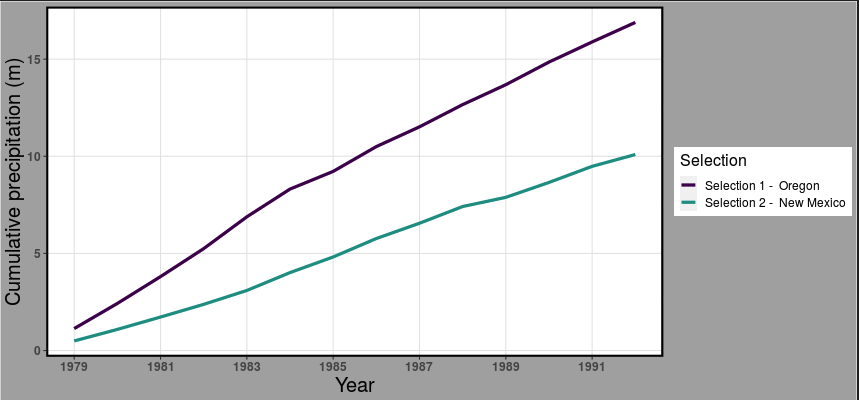 Cumulative precipitation (m)
15
10
5
0
1979 1981 1983 1985 1987 1989 1991
Year
Selection
Selection 1 - Oregon
Selection 2 - New Mexico